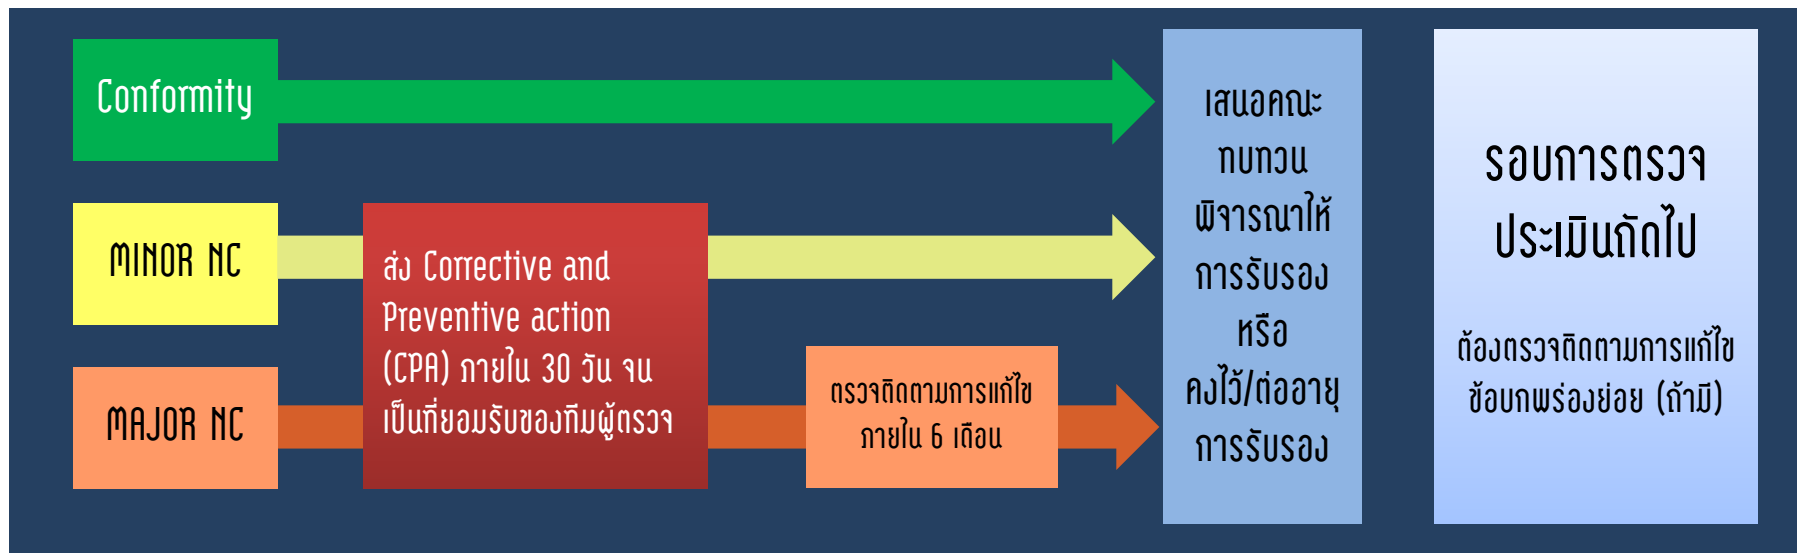 Conformity
MINOR NC
MAJOR NC
ส่ง Corrective and
Preventive action
(CPA) ภายใน 30 วัน จน
เป็นที่ยอมรับของทีมผู้ตรวจ
ตรวจติดตามการแก้ไข
ภายใน 6 เดือน
เสนอคณะ
ทบทวน
พิจารณาให้
การรับรอง
หรือ
คงไว้/ต่ออายุ
การรับรอง
รอบการตรวจ
ประเมินถัดไป
ต้องตรวจติดตามการแก้ไข
ข้อบกพร่องย่อย (ถ้ามี)